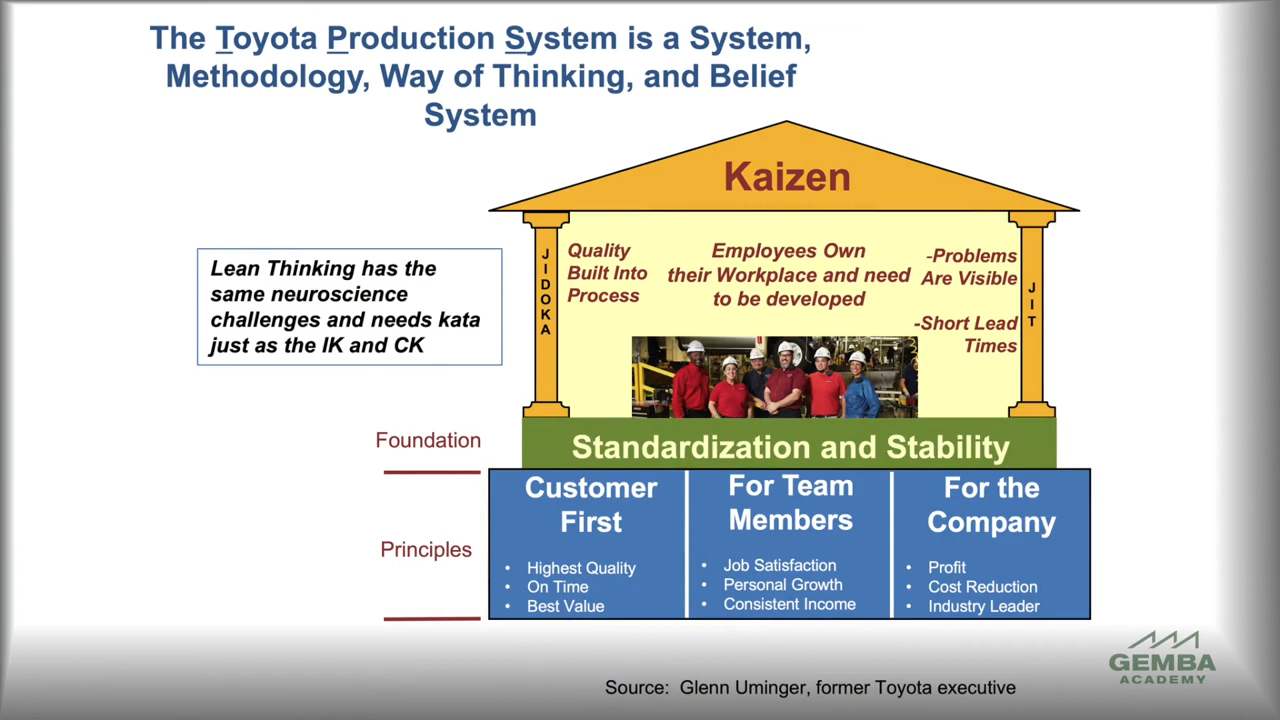 The Toyota Production System is a System,
Methodology, Way of Thinking, and Belief
System
Kaizen
Lean Thinking has the
same neuroscience
challenges and needs kata
just as the IK and CK
JIDOKA
Quality
Built Into
Process
Employees Own
their Workplace and need
to be developed
-Problems
Are Visible
-Short Lead
Times
JIT
Foundation
Standardization and Stability
Principles
Customer
First
• Highest Quality
• On Time
• Best Value
For Team
Members
• Job Satisfaction
• Personal Growth
• Consistent Income
For the
Company
• Profit
• Cost Reduction
• Industry Leader
GEMBA
ACADEMY
Source: Glenn Uminger, former Toyota executive